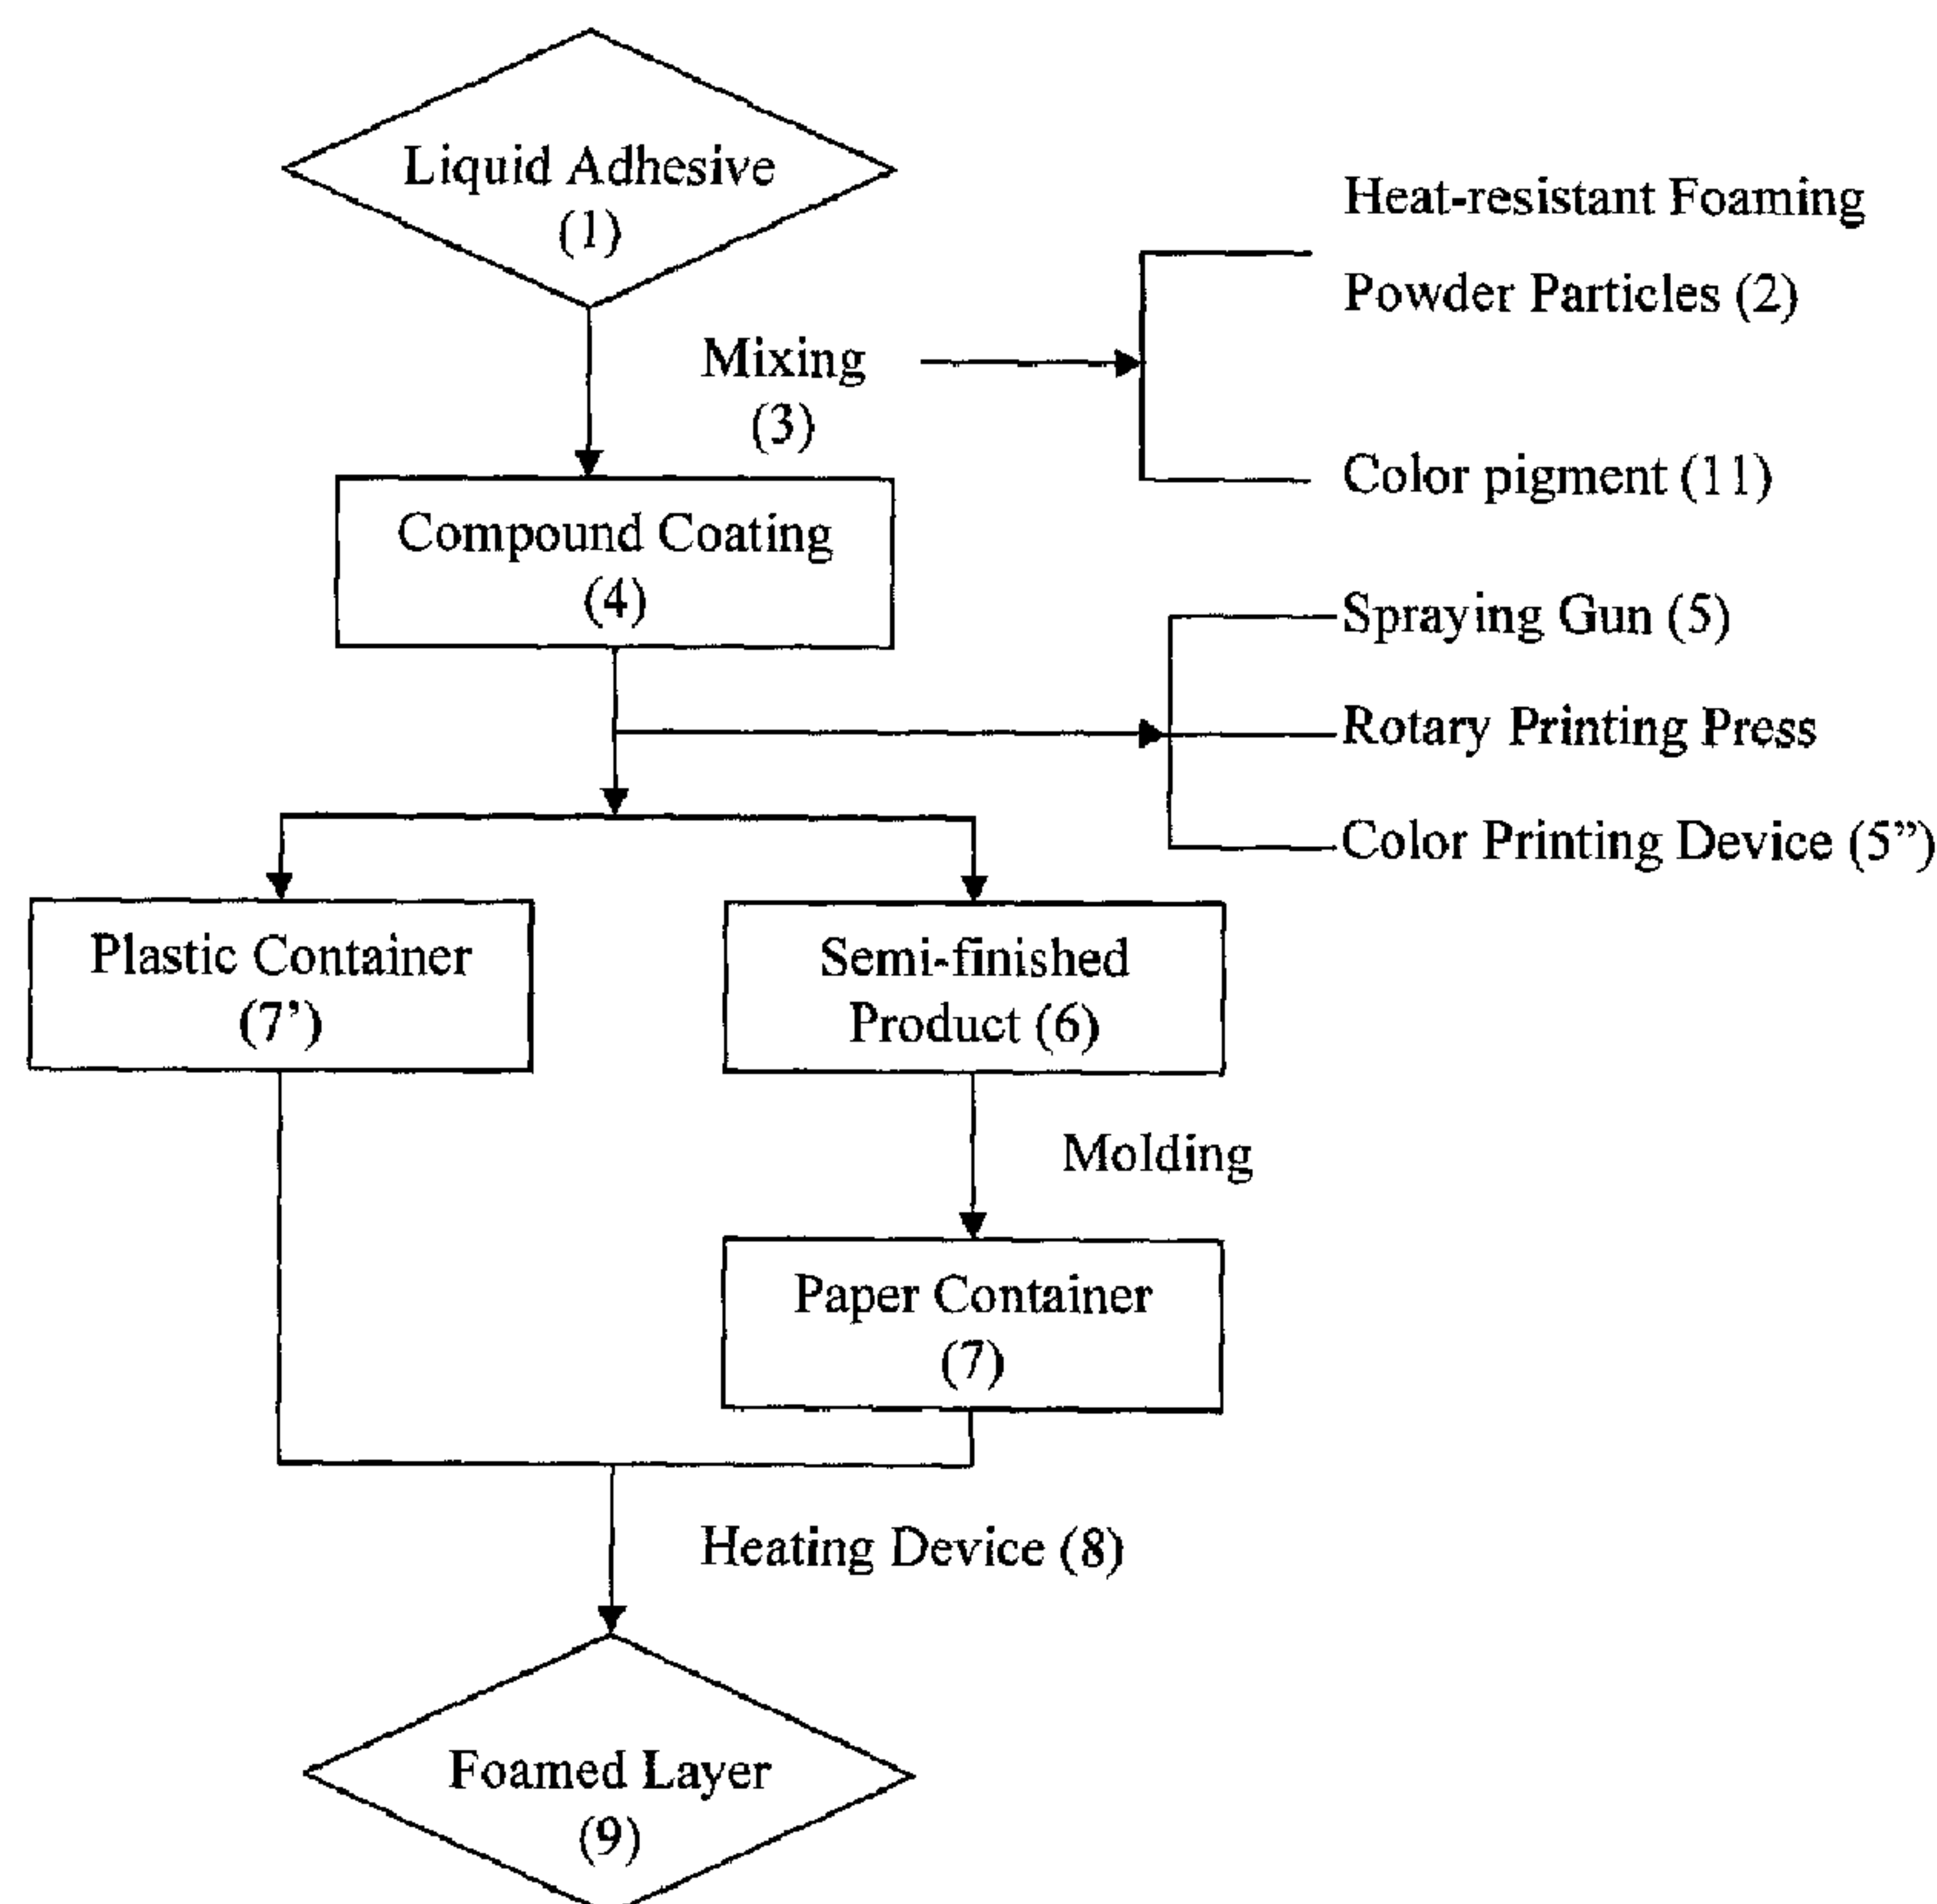 Liquid Adhesive
(1)
Heat-resistant Foaming
Powder Particles (2)
Mixing
(3)
Color pigment (11)
Compound Coating
(4)
Spraying Gun (5)
Rotary Printing Press
Color Printing Device (5”)
Plastic Container
(7’)
Semi-finished
Product (6)
Molding
Paper Container
(7)
Heating Device (8)
Foamed Layer
(9)